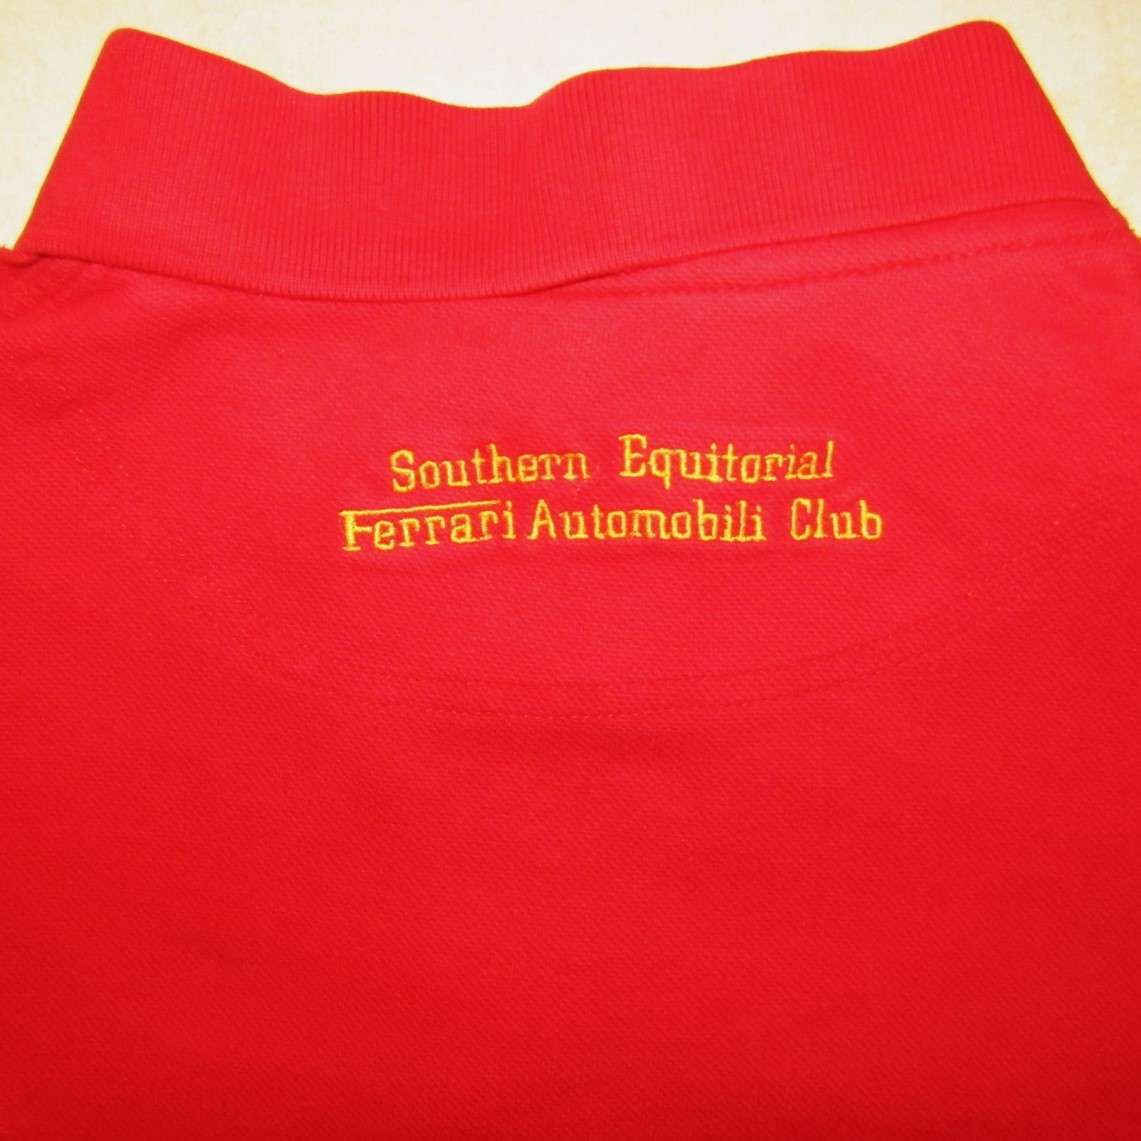 Southern Equitorial
Ferrari Automobili Club